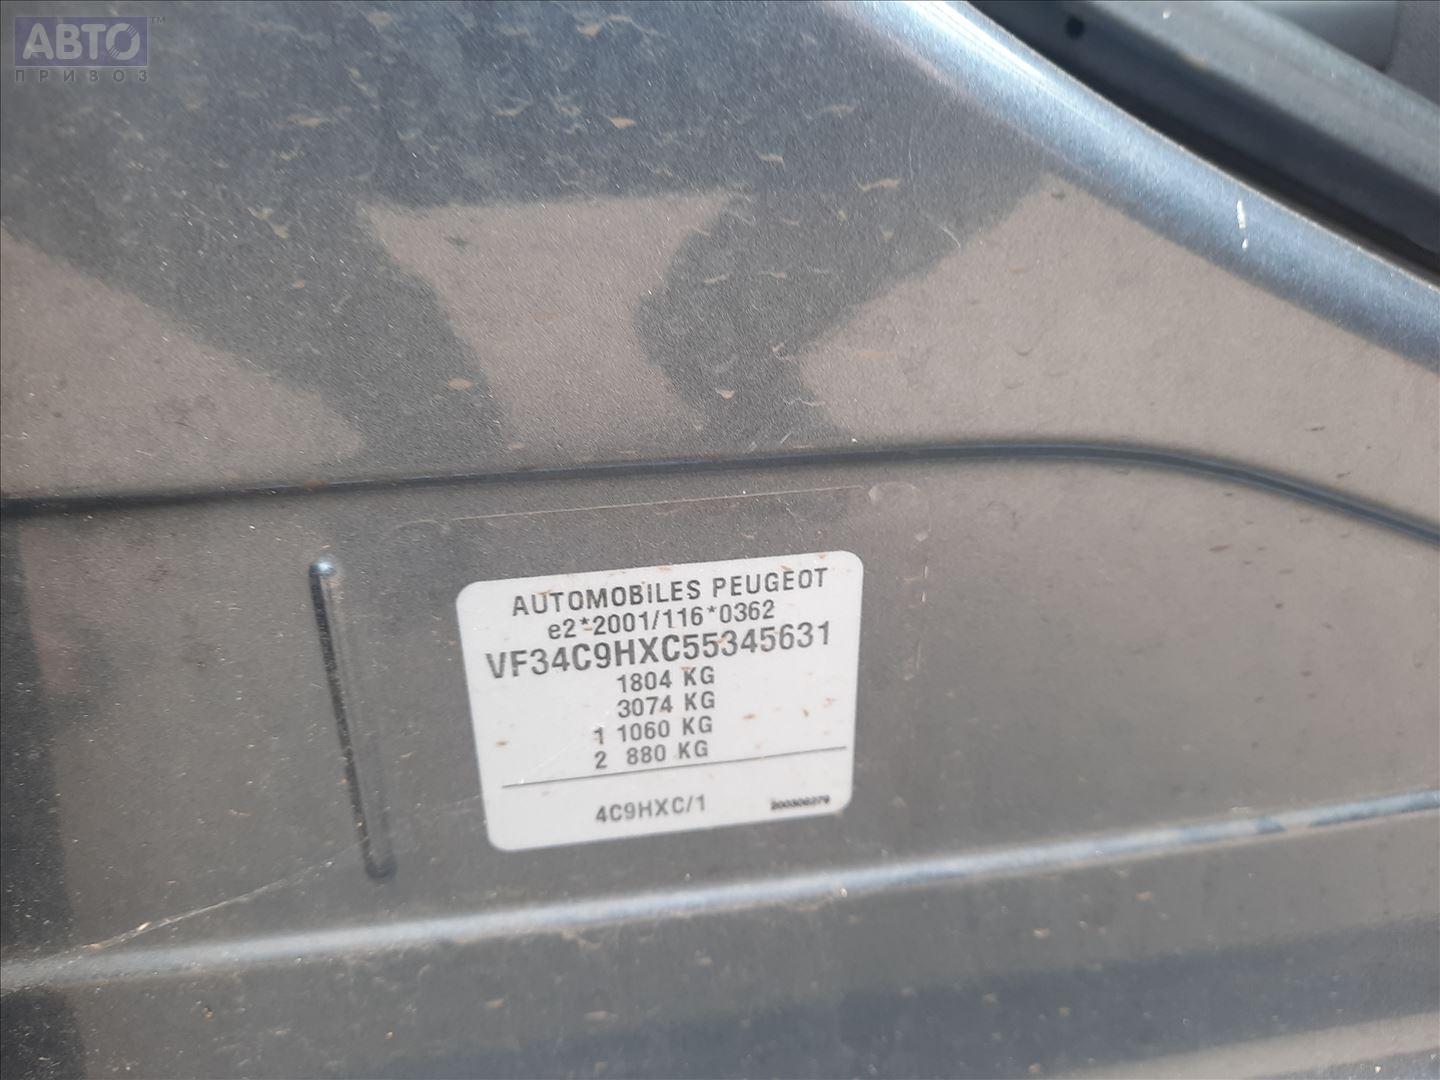 АВТО™
ПРИВОЗ
AUTOMOBILES PEUGEOT
e2*2001/116*0362
VF34C9HXC55345631
1804 KG
3074 KG
1 1060 KG
2 880 KG
4C9HXC/1